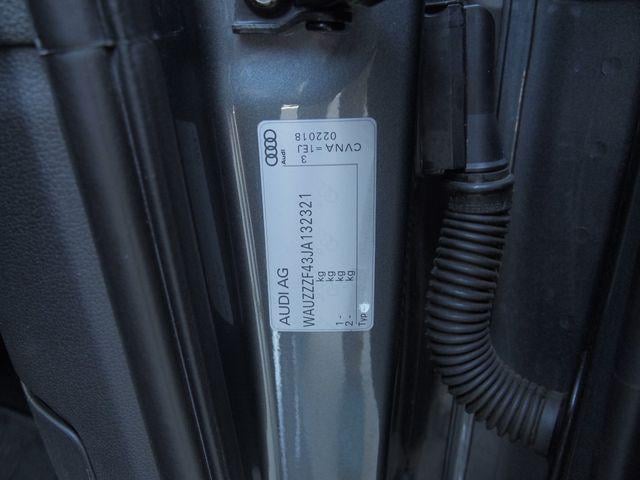 AUDI AG
WAUZZZF43JA132321
kg
kg
1 - kg
2 - kg
Typ
Audi
3
CVNA =1EJ
022018